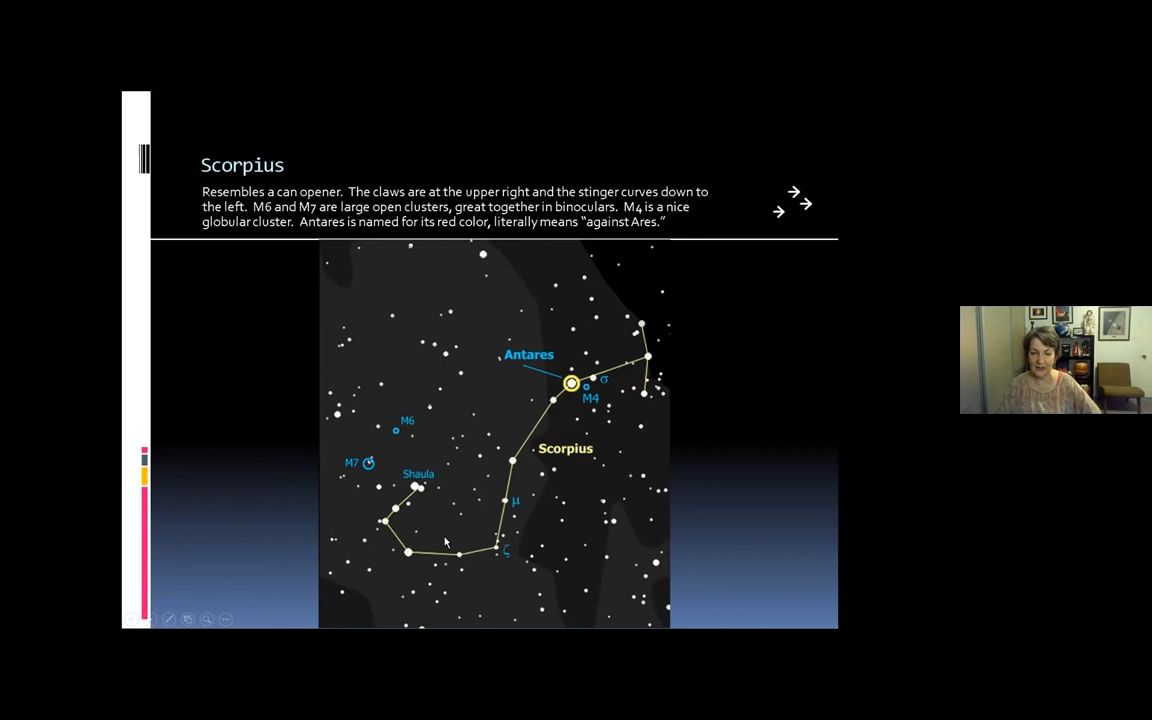 Scorpius
Resembles a can opener. The claws are at the upper right and the stinger curves down to
the left. M6 and M7 are large open clusters, great together in binoculars. M4 is a nice
globular cluster. Antares is named for its red color, literally means “against Ares.”
Antares
σ
M4
M6
Scorpius
M7
Shaula
μ
ζ